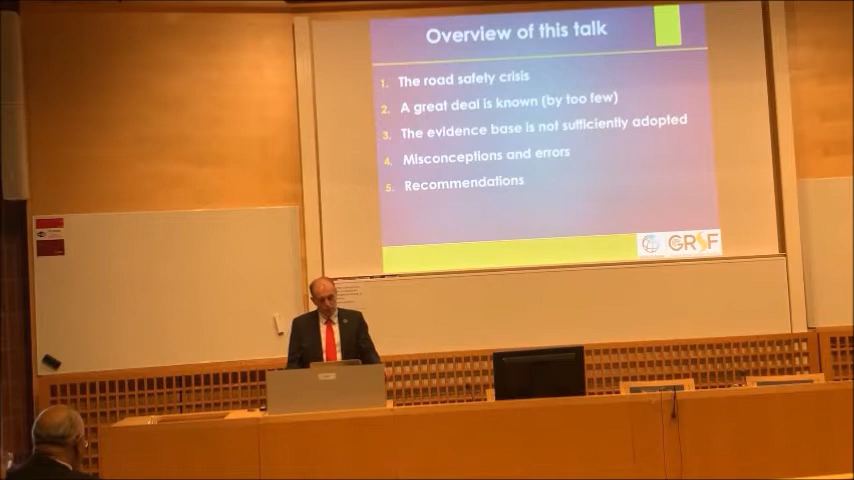 Overview of this talk
1. The road safety crisis
2. A great deal is known (by too few)
3. The evidence base is not sufficiently adopted
4. Misconceptions and errors
5. Recommendations
GRSF